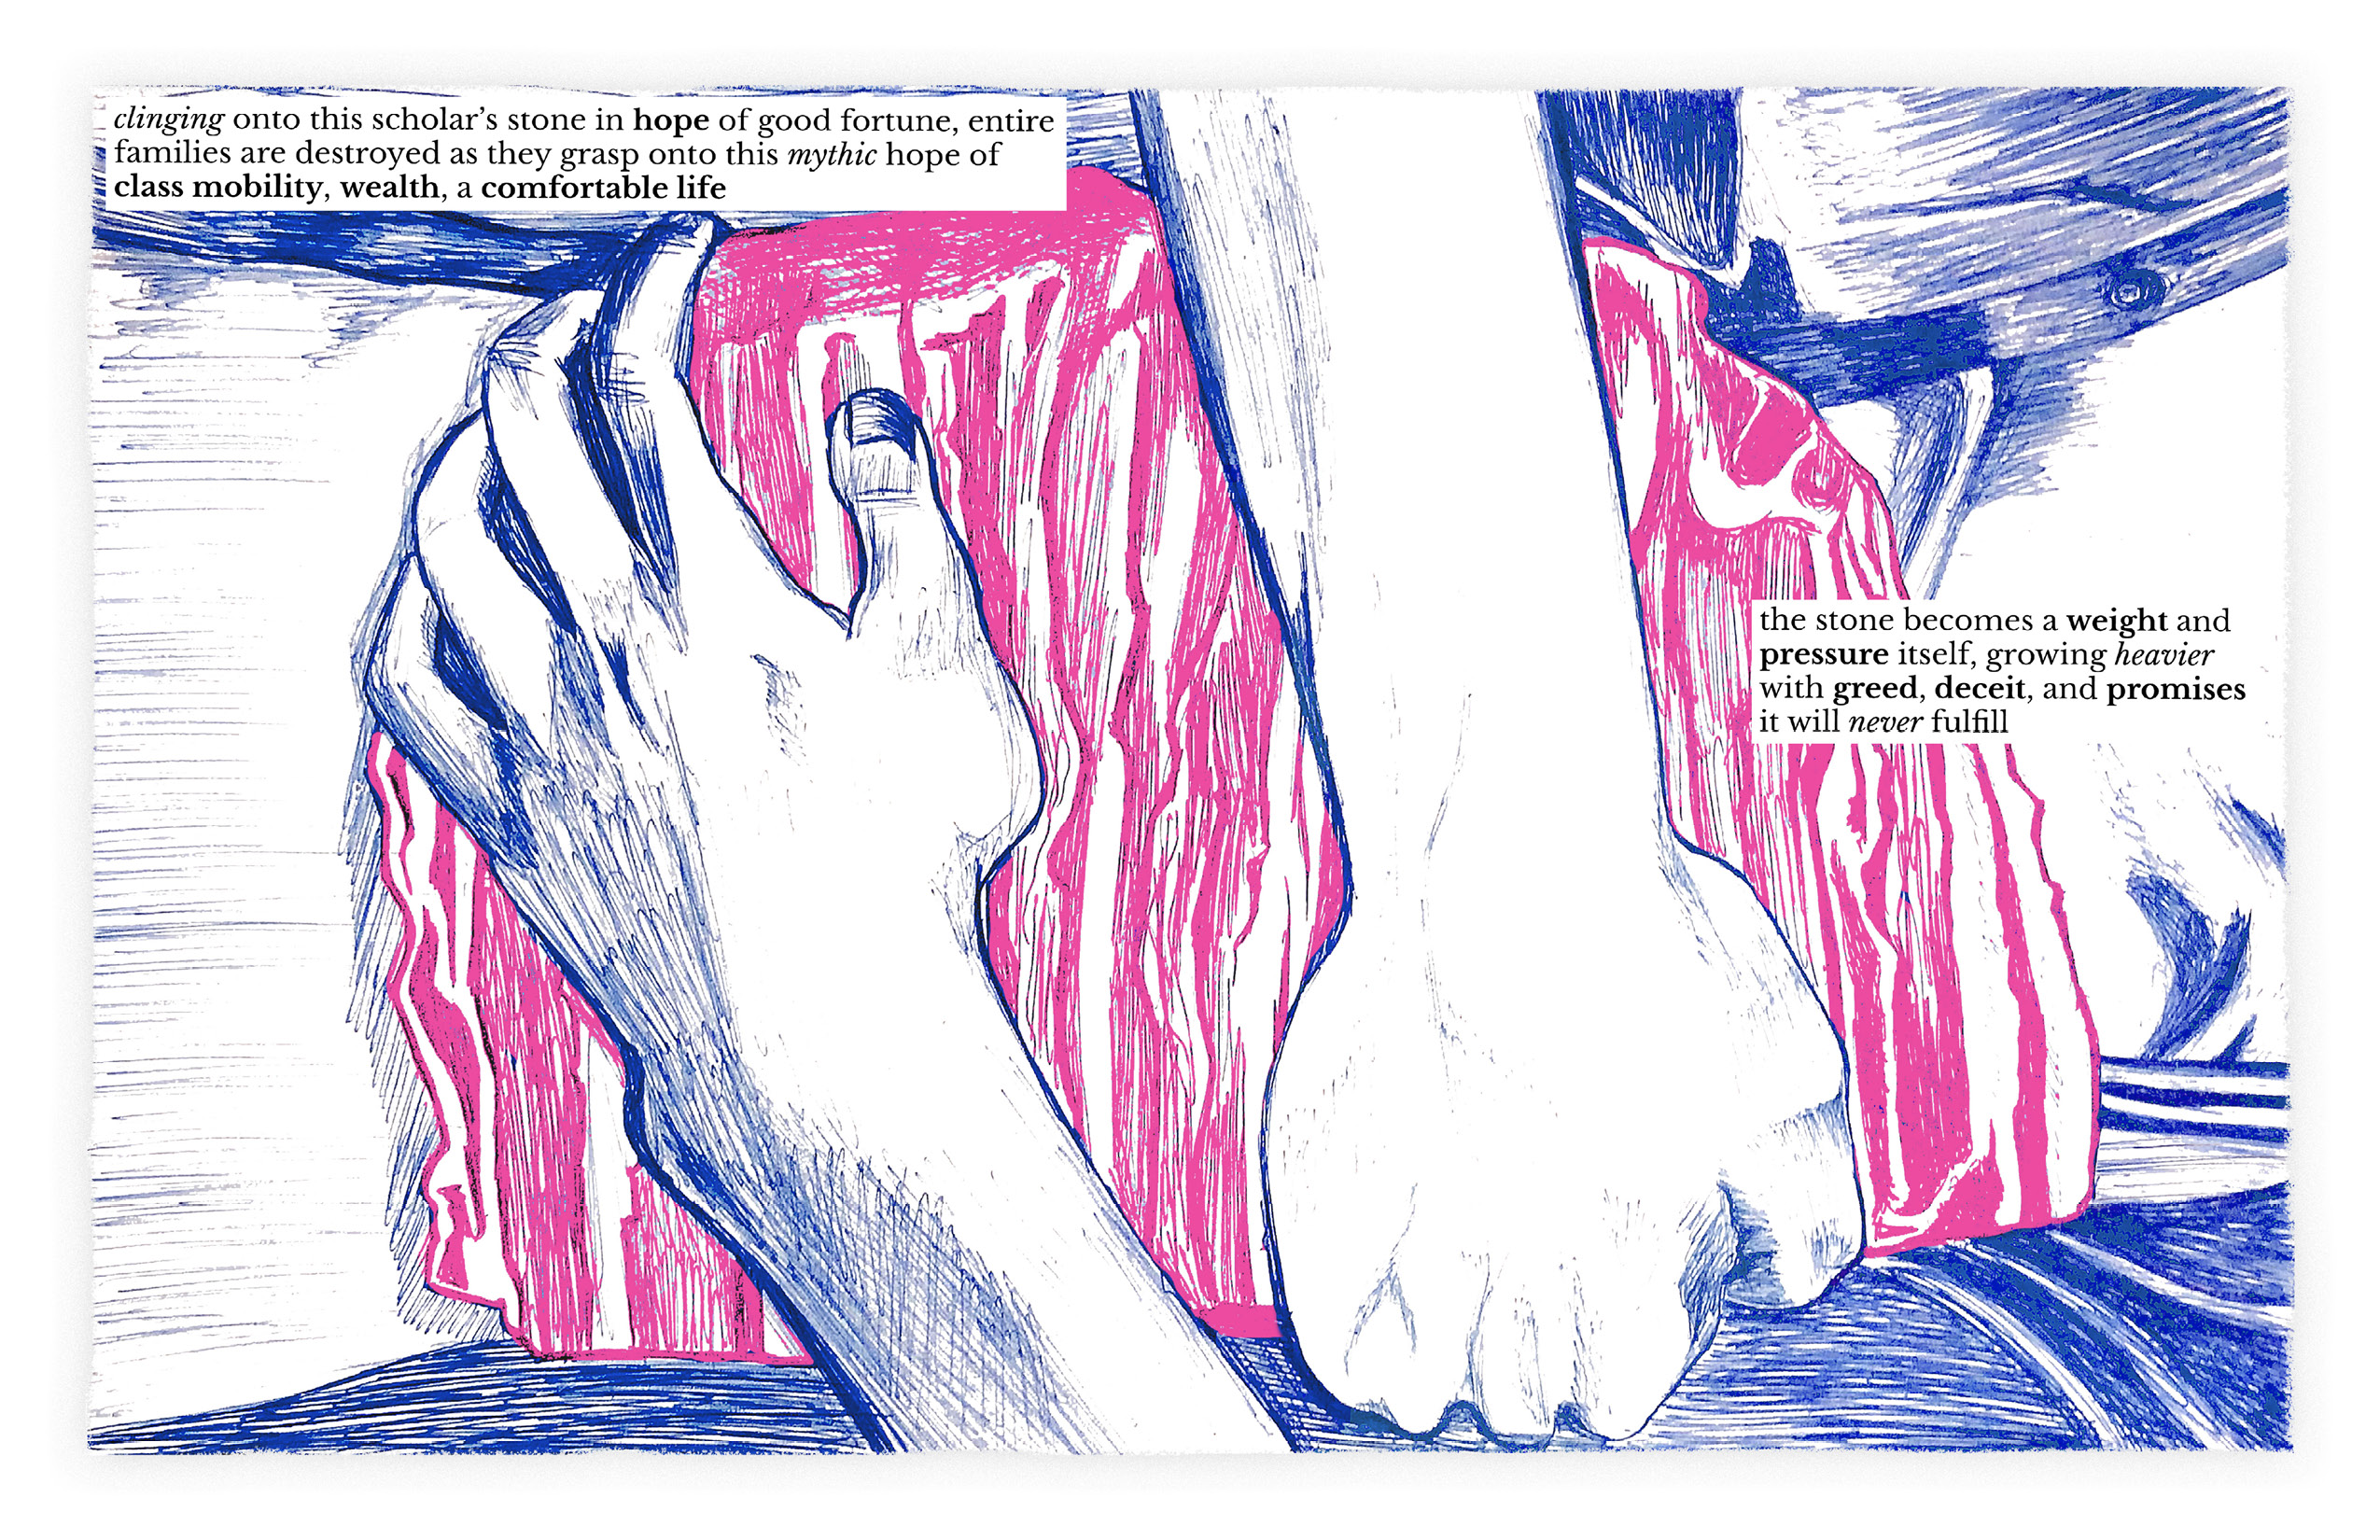 clinging onto this scholar's stone in hope of good fortune, entire
families are destroyed as they grasp onto this mythic hope of
class mobility, wealth, a comfortable life
the stone becomes a weight and
pressure itself, growing heavier
with greed, deceit, and promises
it will never fulfill